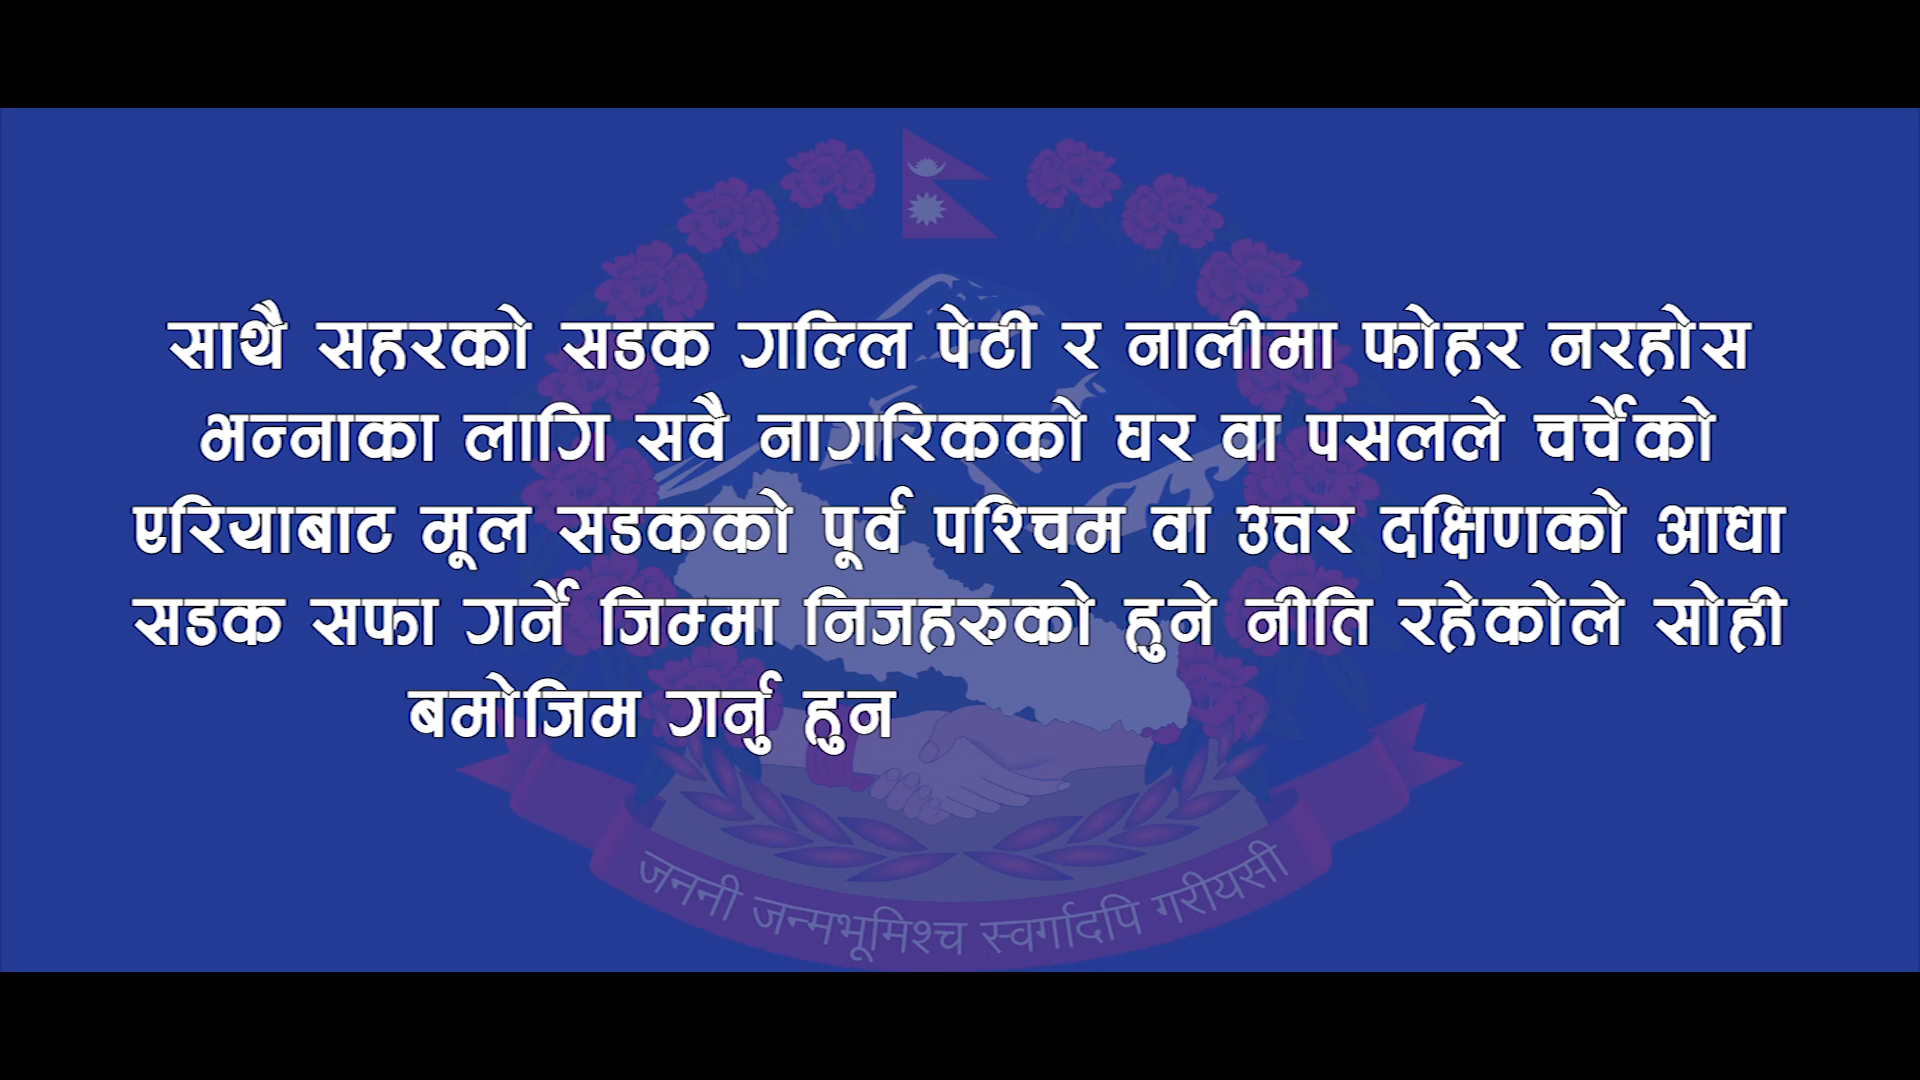 साथै सहरको सडक गल्लि पेटी र नालीमा फोहर नरहोस
भन्नाका लागि सवै नागरिकको घर वा पसलले चर्चेको
एरियाबाट मूल सडकको पूर्व पश्चिम वा उत्तर दक्षिणको आधा
सडक सफा गर्ने जिम्मा निजहरुको हुने नीति रहेकोले सोही
बमोजिम गर्नु हुन
जननी जन्मभूमिश्च स्वर्गादपि गरीयसी